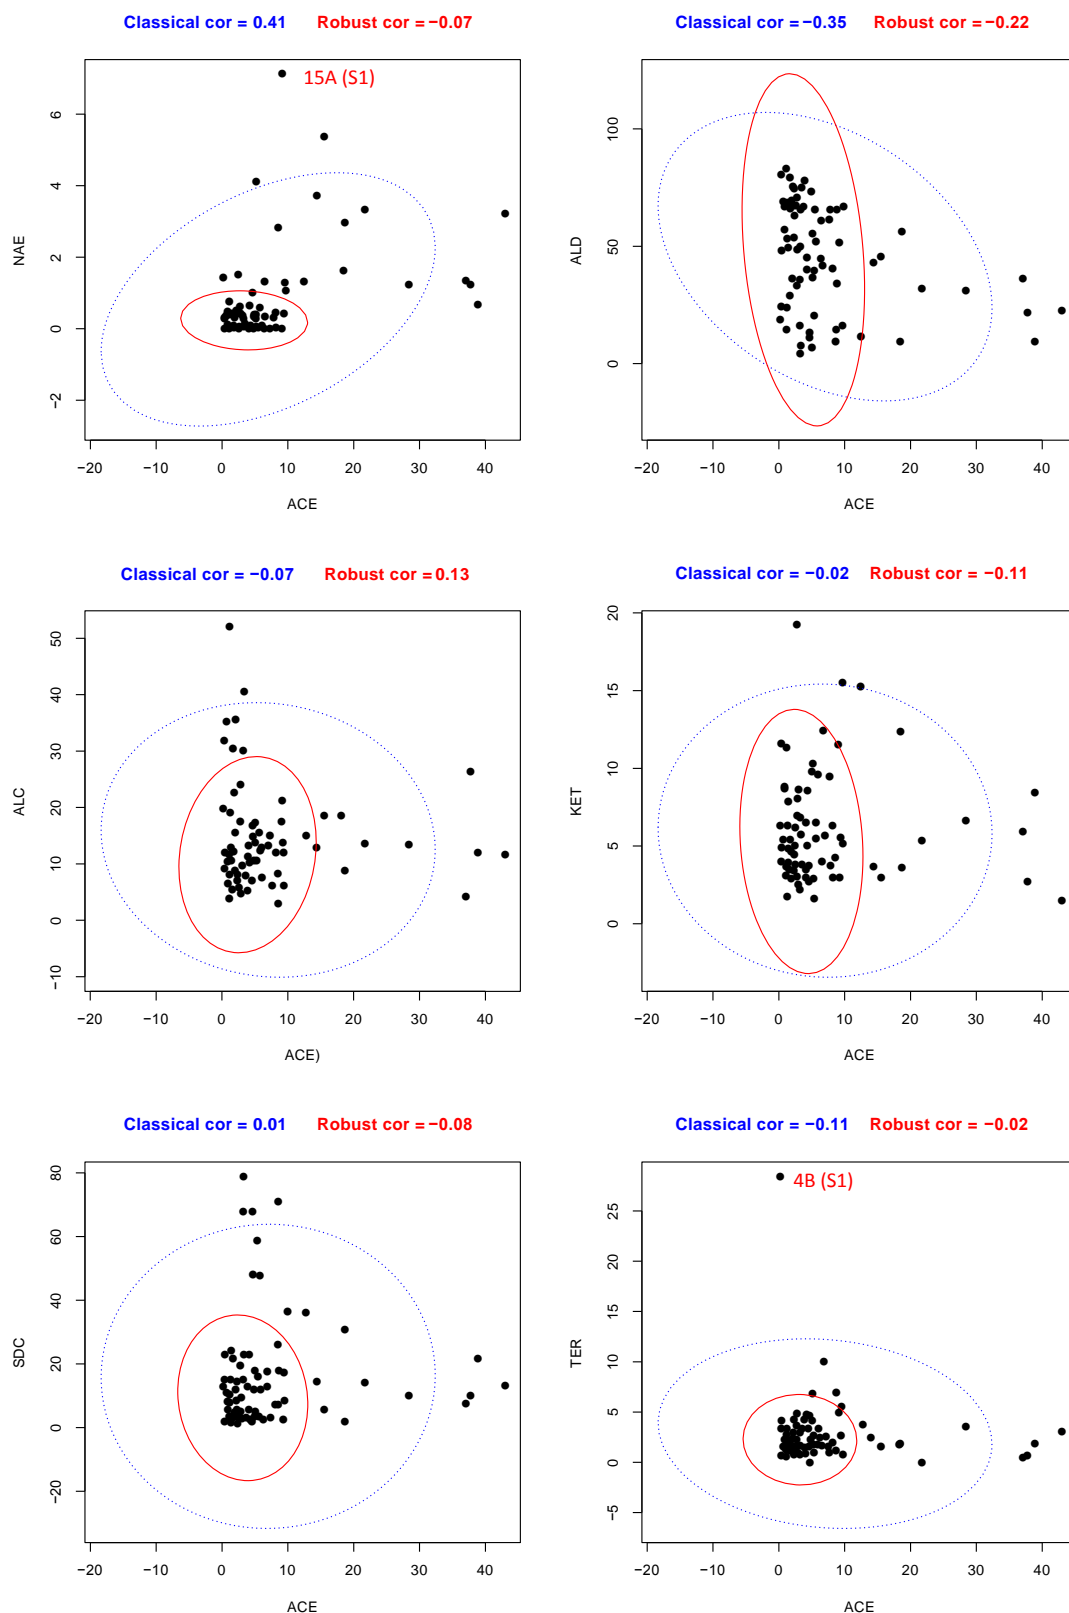 Classical cor = 0.41 Robust cor = −0.07
15A (S1)
NAE
−2 0 2 4 6
−20 −10 0 10 20 30 40
ACE
Classical cor = −0.35 Robust cor = −0.22
ALD
0 50 100
−20 −10 0 10 20 30 40
ACE
Classical cor = −0.07 Robust cor = 0.13
ALC
−10 0 10 20 30 40 50
−20 −10 0 10 20 30 40
ACE)
Classical cor = −0.02 Robust cor = −0.11
KET
0 5 10 15 20
−20 −10 0 10 20 30 40
ACE
Classical cor = 0.01 Robust cor = −0.08
SDC
−20 0 20 40 60 80
−20 −10 0 10 20 30 40
ACE
Classical cor = −0.11 Robust cor = −0.02
4B (S1)
TER
−5 0 5 10 15 20 25
−20 −10 0 10 20 30 40
ACE